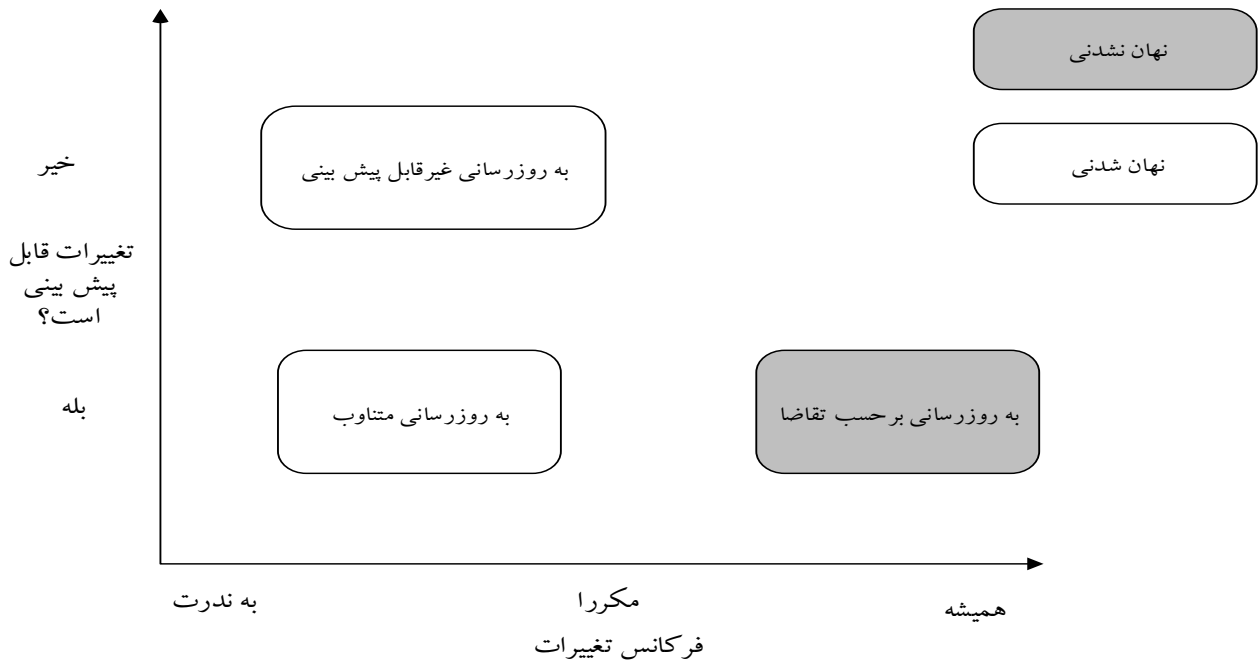 نهان نشدنی
نهان شدنی
خیر
به روزرسانی غیرقابل پیش بینی
تغییرات قابل
پیش بینی
است؟
بله
به روزرسانی متناوب
به روزرسانی برحسب تقاضا
به ندرت
مکررا
همیشه
فرکانس تغییرات